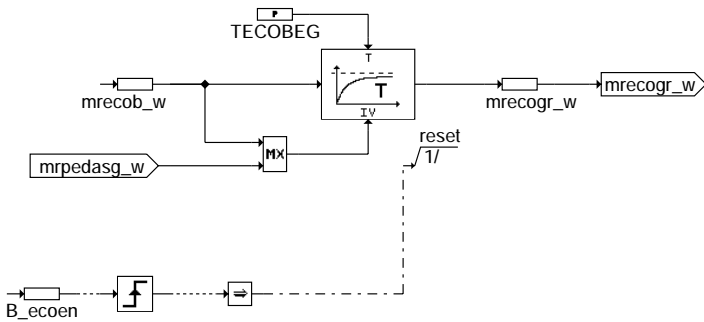 P
TECOBEG
T
T
IV
mrecob_w
mrecogr_w
mrecogr_w
MX
reset
1/
mrpedasg_w
B_ecoen